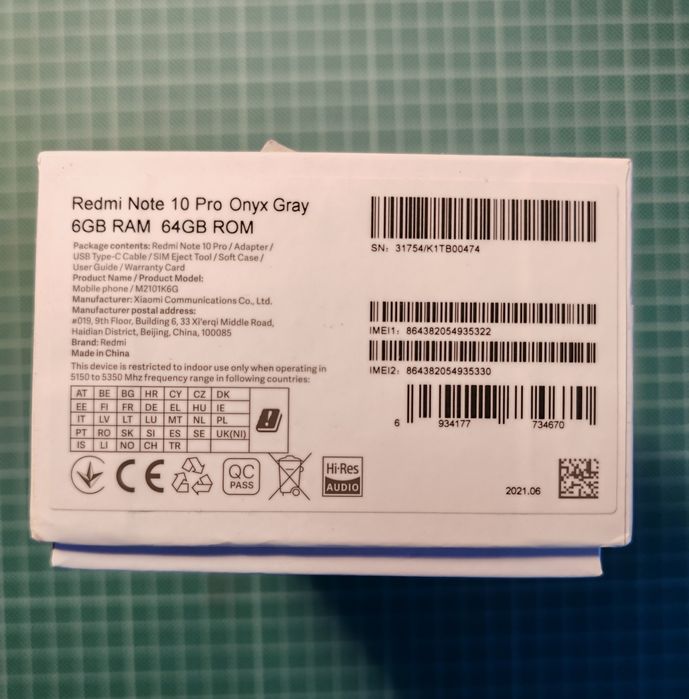 Redmi Note 10 Pro Onyx Gray
6GB RAM 64GB ROM
Package contents: Redmi Note 10 Pro / Adapter /
USB Type-C Cable / SIM Eject Tool / Soft Case /
User Guide / Warranty Card
Product Name / Product Model:
Mobile phone / M2101K6G
Manufacturer: Xiaomi Communications Co., Ltd.
Manufacturer postal address:
#019, 9th Floor, Building 6, 33 Xi'erqi Middle Road,
Haidian District, Beijing, China, 100085
Brand: Redmi
Made in China
This device is restricted to indoor use only when operating in
5150 to 5350 Mhz frequency range in following countries:
AT BE BG HR CY CZ DK
EE FI FR DE EL HU IE
IT LV LT LU MT NL PL
PT RO SK SI ES SE UK(NI)
IS LI NO CH TR
CE
QC
PASS
Hi-Res
AUDIO
SN: 31754/K1TB00474
IMEI1: 864382054935322
IMEI2: 864382054935330
6 934177 734670
2021.06